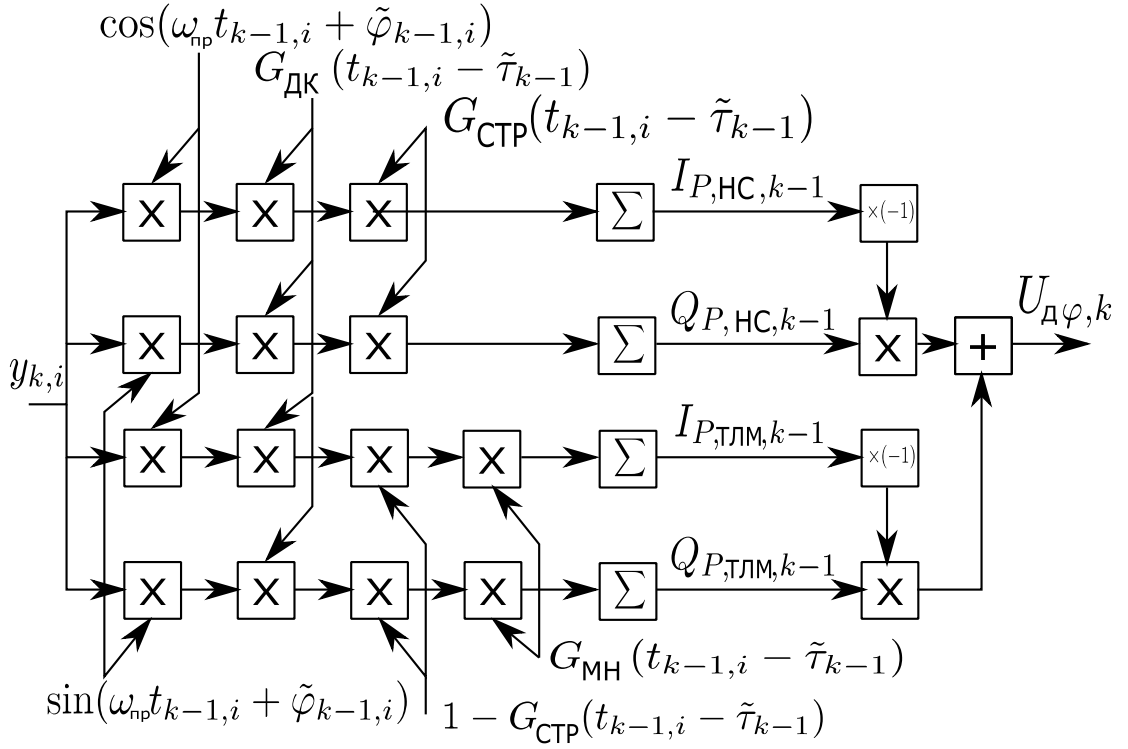 cos(ω_пр t_{k−1,i} + φ̃_{k−1,i})
G_ДК (t_{k−1,i} − τ̃_{k−1})
G_СТР(t_{k−1,i} − τ̃_{k−1})
X X X ∑ I_{P,НС,k−1} ×(−1)
X X X ∑ Q_{P,НС,k−1} X + U_{дφ,k}
y_{k,i}
X X X X ∑ I_{P,ТЛМ,k−1} ×(−1)
X X X X ∑ Q_{P,ТЛМ,k−1} X
G_МН (t_{k−1,i} − τ̃_{k−1})
sin(ω_пр t_{k−1,i} + φ̃_{k−1,i})
1 − G_СТР(t_{k−1,i} − τ̃_{k−1})